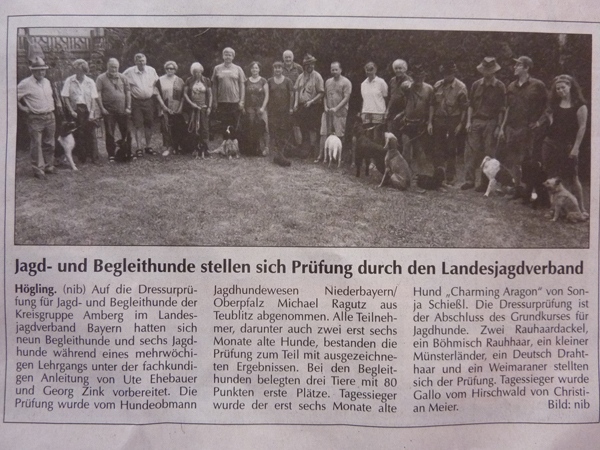 Jagd- und Begleithunde stellen sich Prüfung durch den Landesjagdverband
Högling. (nib) Auf die Dressurprü-
fung für Jagd- und Begleithunde der
Kreisgruppe Amberg im Landes-
jagdverband Bayern hatten sich
neun Begleithunde und sechs Jagd-
hunde während eines mehrwöchi-
gen Lehrgangs unter der fachkundi-
gen Anleitung von Ute Ehebauer
und Georg Zink vorbereitet. Die
Prüfung wurde vom Hundeobmann
Jagdhundewesen Niederbayern/
Oberpfalz Michael Ragutz aus
Teublitz abgenommen. Alle Teilneh-
mer, darunter auch zwei erst sechs
Monate alte Hunde, bestanden die
Prüfung zum Teil mit ausgezeichne-
ten Ergebnissen. Bei den Begleit-
hunden belegten drei Tiere mit 80
Punkten erste Plätze. Tagessieger
wurde der erst sechs Monate alte
Hund „Charming Aragon" von Son-
ja Schießl. Die Dressurprüfung ist
der Abschluss des Grundkurses für
Jagdhunde. Zwei Rauhaardackel,
ein Böhmisch Rauhhaar, ein kleiner
Münsterländer, ein Deutsch Draht-
haar und ein Weimaraner stellten
sich der Prüfung. Tagessieger wurde
Gallo vom Hirschwald von Christi-
an Meier. Bild: nib